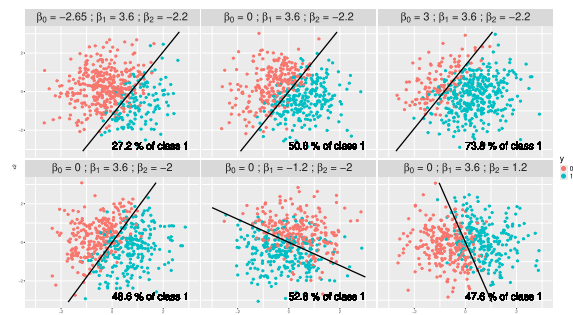 β₀ = −2.65 ; β₁ = 3.6 ; β₂ = −2.2
β₀ = 0 ; β₁ = 3.6 ; β₂ = −2.2
β₀ = 3 ; β₁ = 3.6 ; β₂ = −2.2
27.2 % of class 1
50.6 % of class 1
73.8 % of class 1
β₀ = 0 ; β₁ = 3.6 ; β₂ = −2
β₀ = 0 ; β₁ = −1.2 ; β₂ = −2
β₀ = 0 ; β₁ = 3.6 ; β₂ = 1.2
y
0
1
48.6 % of class 1
52.8 % of class 1
47.6 % of class 1